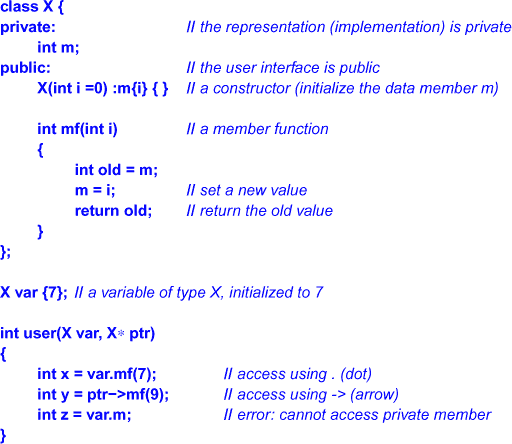 class X {
private: // the representation (implementation) is private
int m;
public: // the user interface is public
X(int i =0) :m{i} { } // a constructor (initialize the data member m)
int mf(int i) // a member function
{
int old = m;
m = i; // set a new value
return old; // return the old value
}
};
X var {7}; // a variable of type X, initialized to 7
int user(X var, X∗ ptr)
{
int x = var.mf(7); // access using . (dot)
int y = ptr−>mf(9); // access using -> (arrow)
int z = var.m; // error: cannot access private member
}